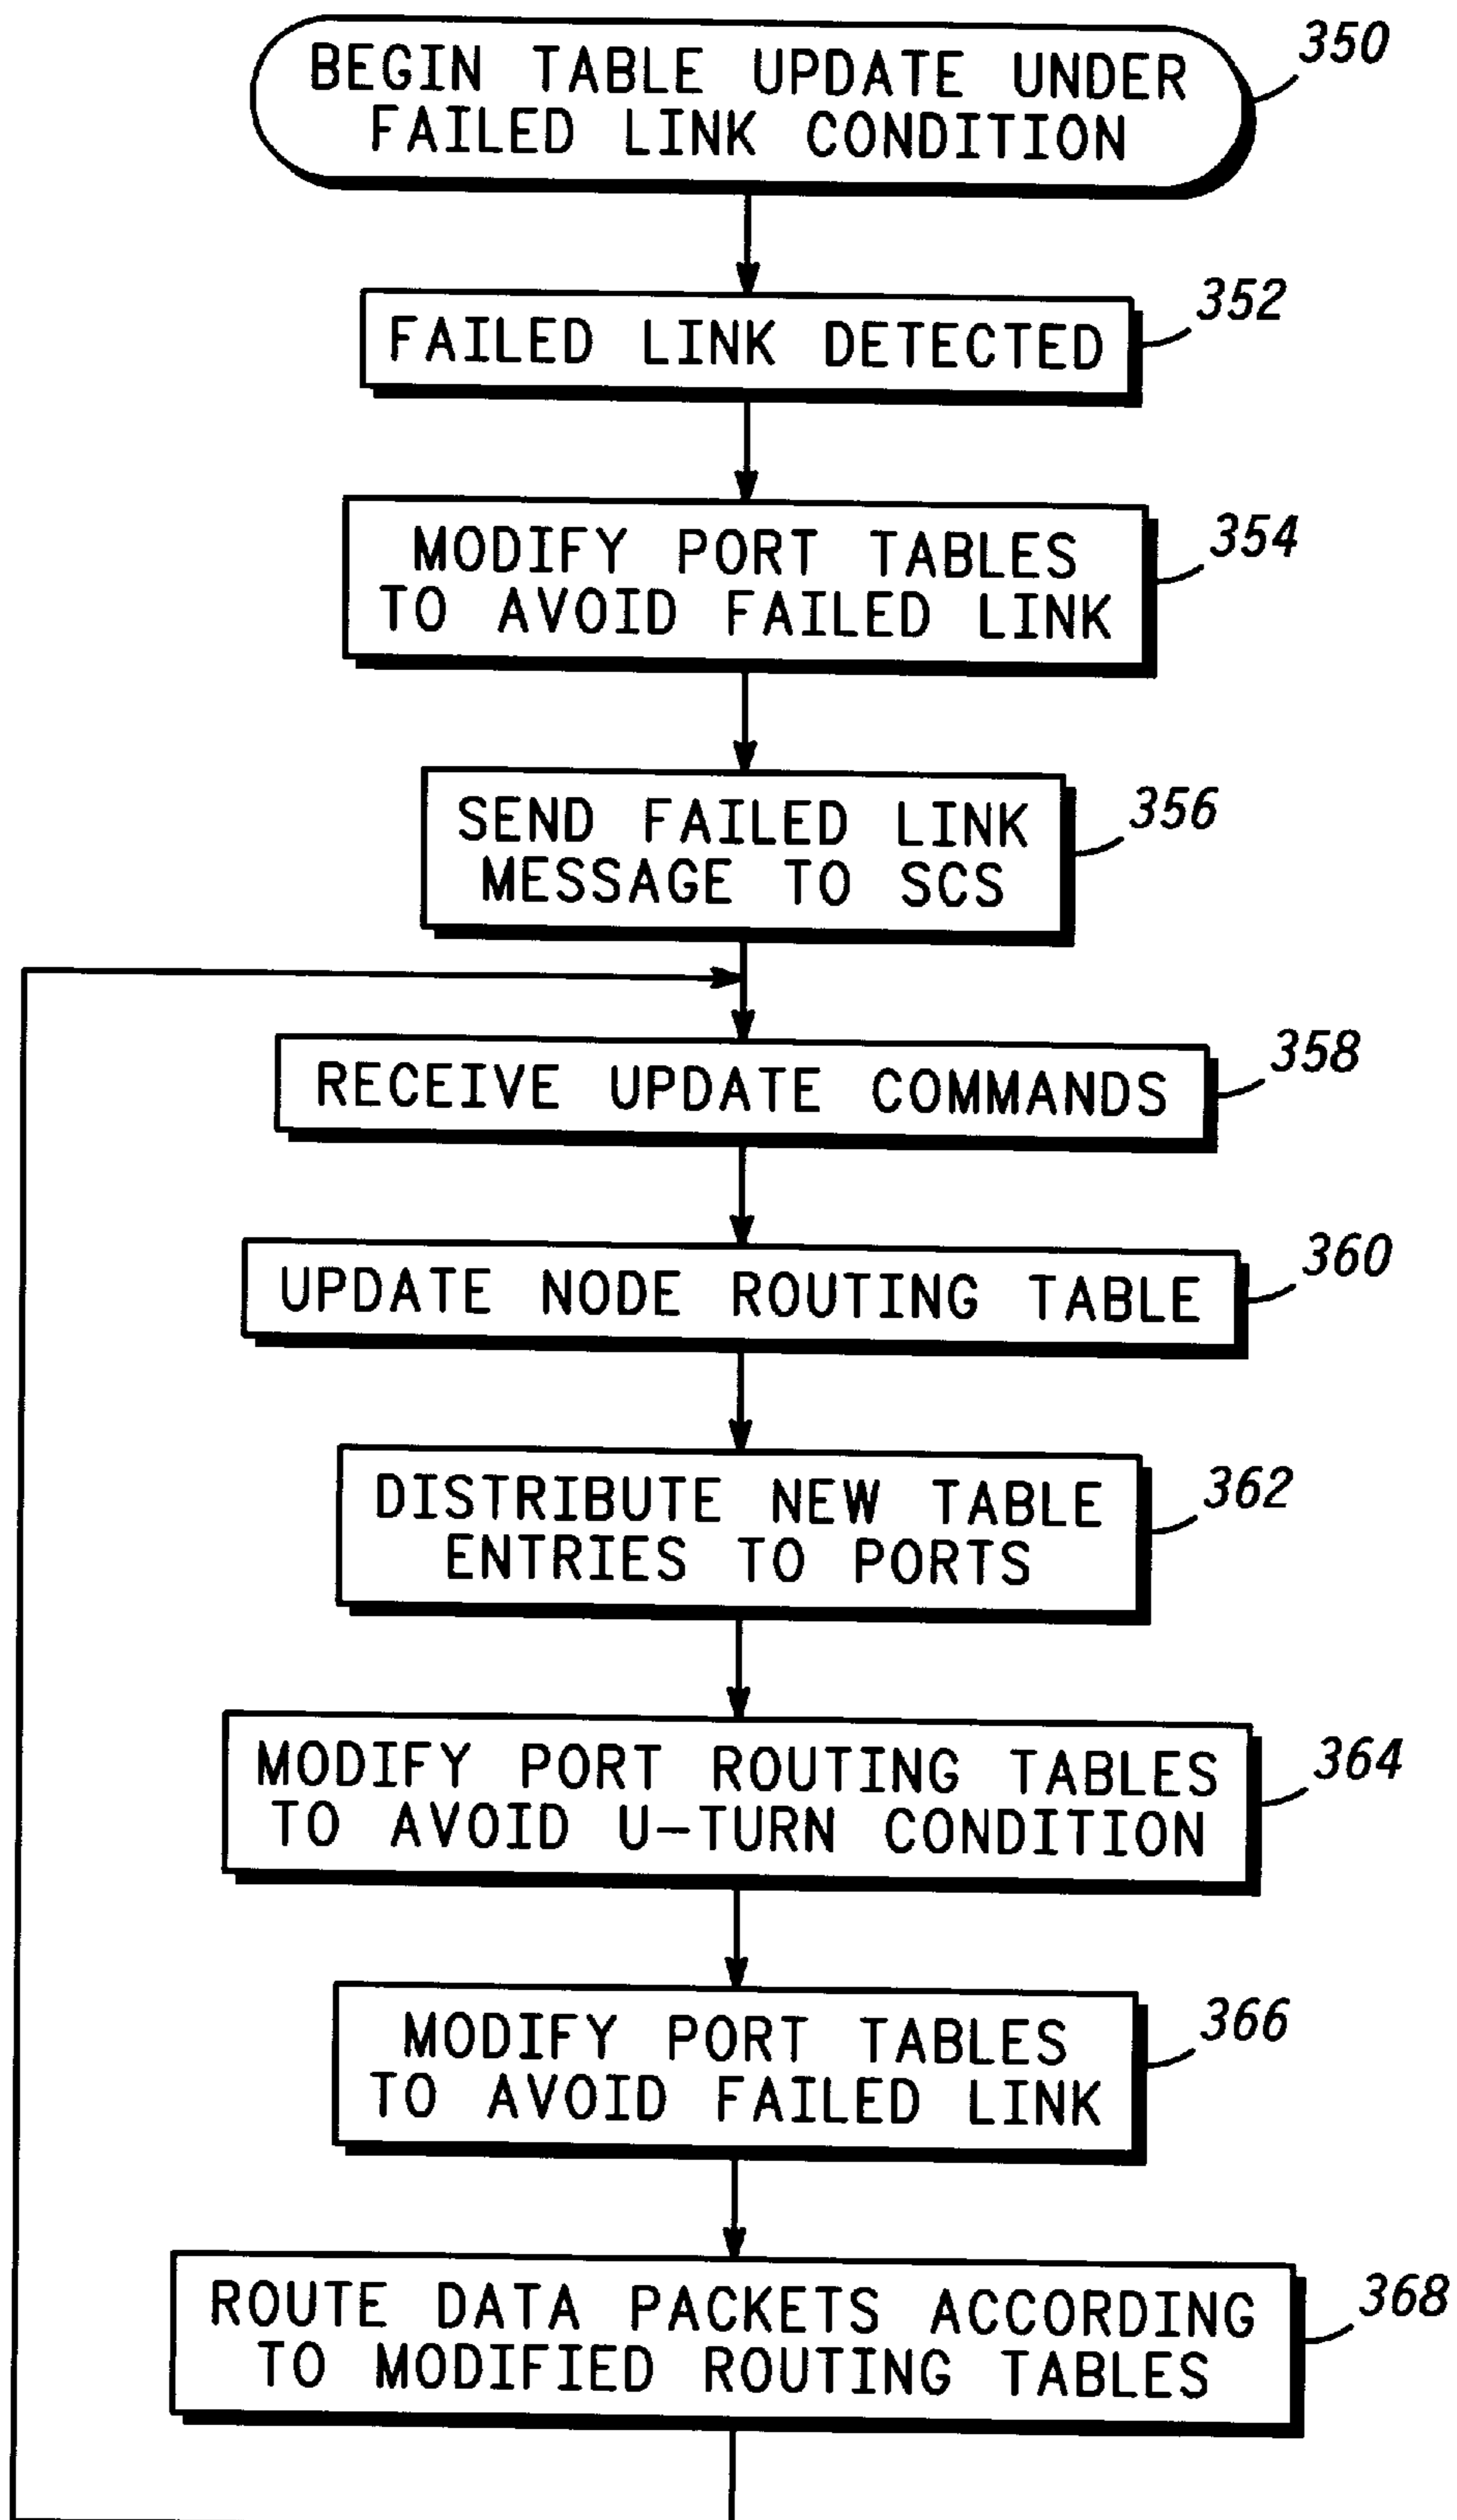 BEGIN TABLE UPDATE UNDER
FAILED LINK CONDITION
350
FAILED LINK DETECTED
352
MODIFY PORT TABLES
TO AVOID FAILED LINK
354
SEND FAILED LINK
MESSAGE TO SCS
356
RECEIVE UPDATE COMMANDS
358
UPDATE NODE ROUTING TABLE
360
DISTRIBUTE NEW TABLE
ENTRIES TO PORTS
362
MODIFY PORT ROUTING TABLES
TO AVOID U-TURN CONDITION
364
MODIFY PORT TABLES
TO AVOID FAILED LINK
366
ROUTE DATA PACKETS ACCORDING
TO MODIFIED ROUTING TABLES
368